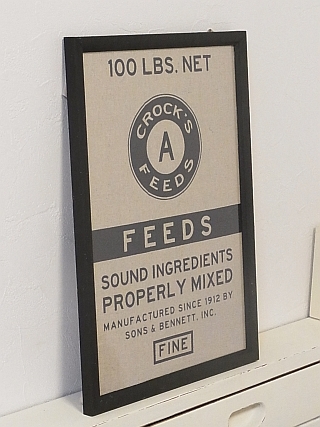 100 LBS. NET
CROCK'S
A
FEEDS
FEEDS
SOUND INGREDIENTS
PROPERLY MIXED
MANUFACTURED SINCE 1912 BY
SONS & BENNETT, INC.
FINE